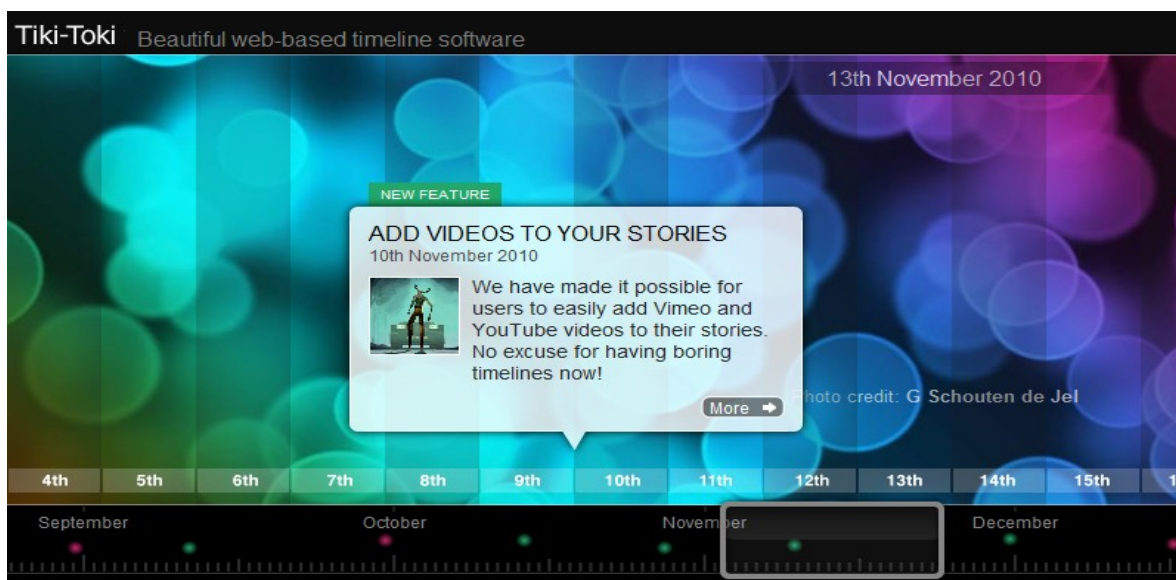 Tiki-Toki Beautiful web-based timeline software
13th November 2010
NEW FEATURE
ADD VIDEOS TO YOUR STORIES
10th November 2010
We have made it possible for
users to easily add Vimeo and
YouTube videos to their stories.
No excuse for having boring
timelines now!
More
Photo credit: G Schouten de Jel
4th 5th 6th 7th 8th 9th 10th 11th 12th 13th 14th 15th
September October November December